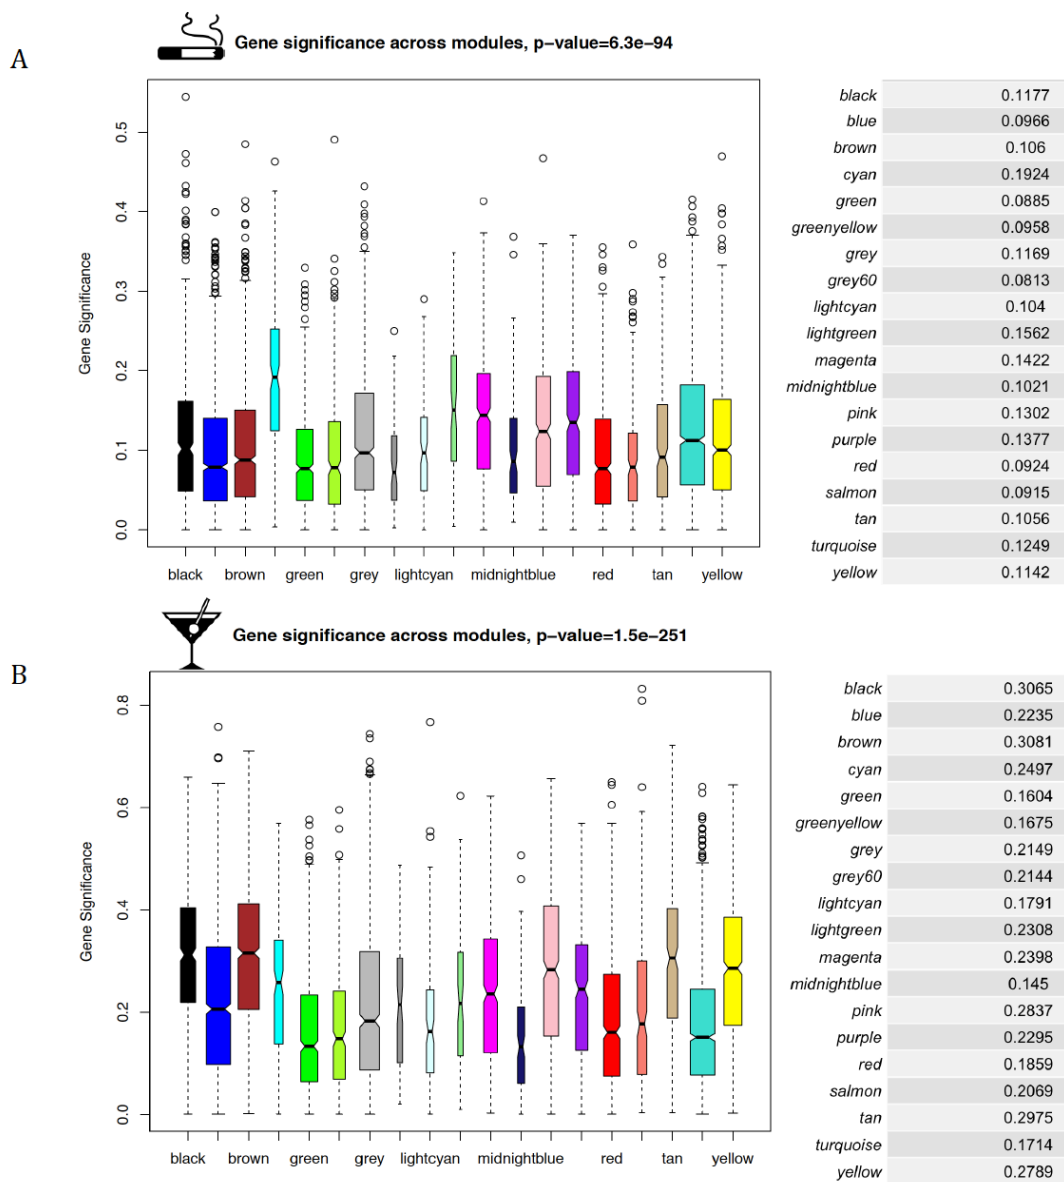 A
Gene significance across modules, p−value=6.3e−94
Gene Significance
0.5
0.4
0.3
0.2
0.1
0.0
black brown green grey lightcyan midnightblue red tan yellow
black 0.1177
blue 0.0966
brown 0.106
cyan 0.1924
green 0.0885
greenyellow 0.0958
grey 0.1169
grey60 0.0813
lightcyan 0.104
lightgreen 0.1562
magenta 0.1422
midnightblue 0.1021
pink 0.1302
purple 0.1377
red 0.0924
salmon 0.0915
tan 0.1056
turquoise 0.1249
yellow 0.1142
B
Gene significance across modules, p−value=1.5e−251
Gene Significance
0.8
0.6
0.4
0.2
0.0
black brown green grey lightcyan midnightblue red tan yellow
black 0.3065
blue 0.2235
brown 0.3081
cyan 0.2497
green 0.1604
greenyellow 0.1675
grey 0.2149
grey60 0.2144
lightcyan 0.1791
lightgreen 0.2308
magenta 0.2398
midnightblue 0.145
pink 0.2837
purple 0.2295
red 0.1859
salmon 0.2069
tan 0.2975
turquoise 0.1714
yellow 0.2789